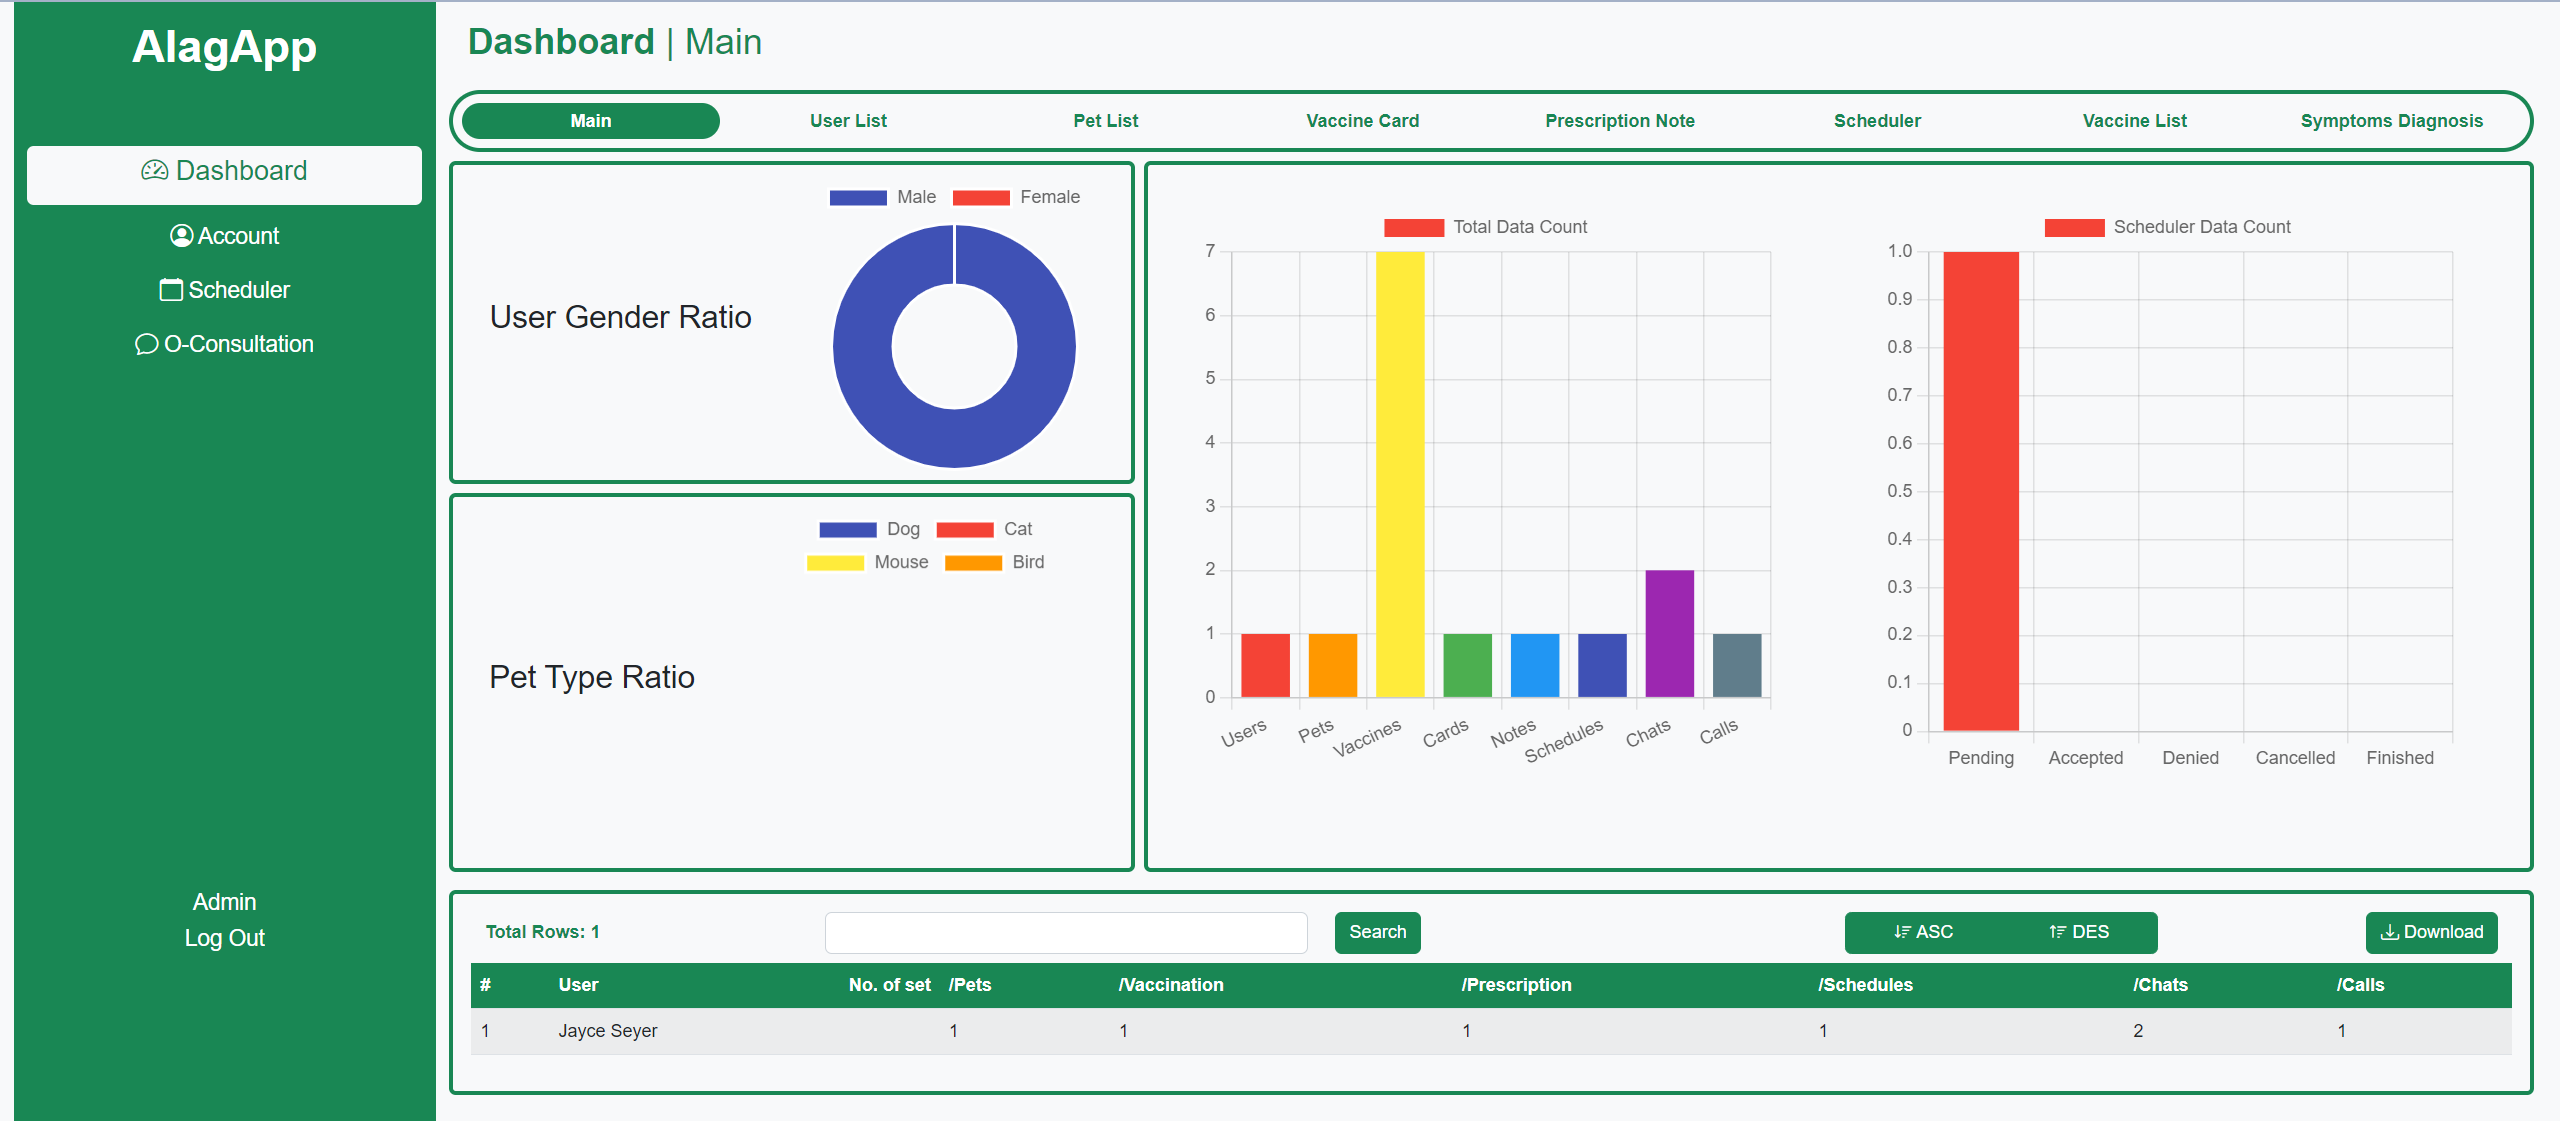 AlagApp
Dashboard
Account
Scheduler
O-Consultation
Admin
Log Out
Dashboard | Main
Main User List Pet List Vaccine Card Prescription Note Scheduler Vaccine List Symptoms Diagnosis
Male Female
User Gender Ratio
Dog Cat
Mouse Bird
Pet Type Ratio
Total Data Count
7
6
5
4
3
2
1
0
Users Pets Vaccines Cards Notes Schedules Chats Calls
Scheduler Data Count
1.0
0.9
0.8
0.7
0.6
0.5
0.4
0.3
0.2
0.1
0
Pending Accepted Denied Cancelled Finished
Total Rows: 1 Search ASC DES Download
# User No. of set /Pets /Vaccination /Prescription /Schedules /Chats /Calls
1 Jayce Seyer 1 1 1 1 2 1